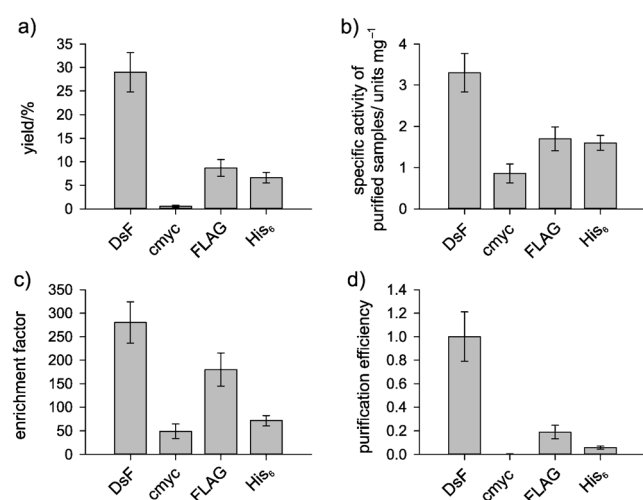 a)
yield/%
35
30
25
20
15
10
5
0
DsF
cmyc
FLAG
His₆
b)
specific activity of
purified samples/ units mg⁻¹
4
3
2
1
0
DsF
cmyc
FLAG
His₆
c)
enrichment factor
350
300
250
200
150
100
50
0
DsF
cmyc
FLAG
His₆
d)
purification efficiency
1.4
1.2
1.0
0.8
0.6
0.4
0.2
0.0
DsF
cmyc
FLAG
His₆